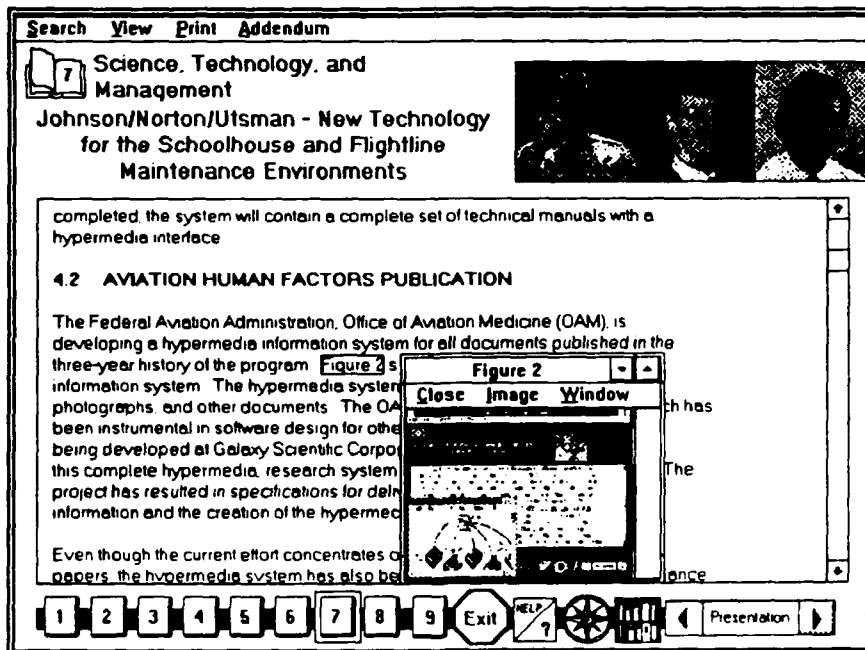 Search View Print Addendum
7
Science, Technology, and
Management
Johnson/Norton/Utsman - New Technology
for the Schoolhouse and Flightline
Maintenance Environments
completed, the system will contain a complete set of technical manuals with a
hypermedia interface
4.2 AVIATION HUMAN FACTORS PUBLICATION
The Federal Aviation Administration, Office of Aviation Medicine (OAM), is
developing a hypermedia information system for all documents published in the
three-year history of the program. Figure 2 s
information system. The hypermedia system
photographs, and other documents. The OA ch has
been instrumental in software design for othe
being developed at Galaxy Scientific Corpo
this complete hypermedia, research system The
project has resulted in specifications for deliv
information and the creation of the hypermed
Even though the current effort concentrates o
papers, the hypermedia system has also be nance
Figure 2
Close Image Window
1 2 3 4 5 6 7 8 9 Exit HELP ? Presentation